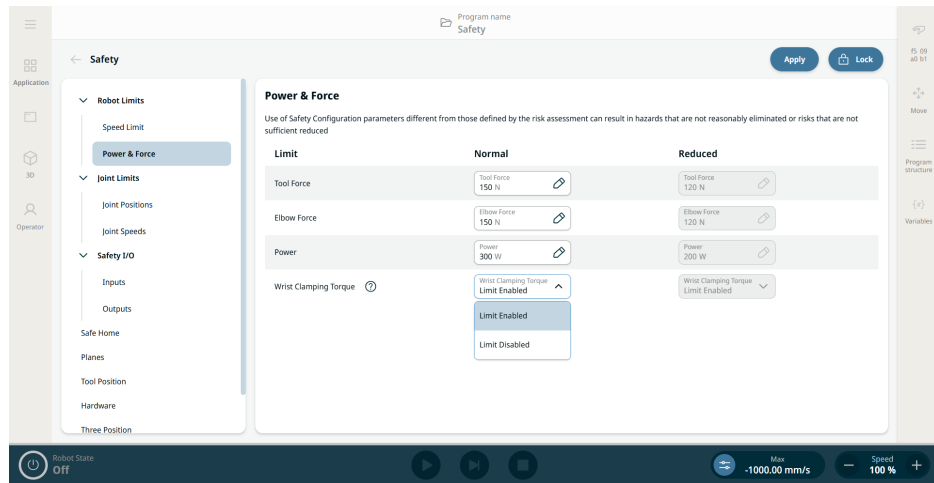 Program name
Safety
Safety
Apply
Lock
Application
3D
Operator
Robot Limits
Speed Limit
Power & Force
Joint Limits
Joint Positions
Joint Speeds
Safety I/O
Inputs
Outputs
Safe Home
Planes
Tool Position
Hardware
Three Position
Power & Force
Use of Safety Configuration parameters different from those defined by the risk assessment can result in hazards that are not reasonably eliminated or risks that are not
sufficient reduced
Limit Normal Reduced
Tool Force
Tool Force
150 N
Tool Force
120 N
Elbow Force
Elbow Force
150 N
Elbow Force
120 N
Power
Power
300 W
Power
200 W
Wrist Clamping Torque
Wrist Clamping Torque
Limit Enabled
Wrist Clamping Torque
Limit Enabled
Limit Enabled
Limit Disabled
f5 09
a0 b1
Move
Program
structure
Variables
Robot State
Off
Max
-1000.00 mm/s
Speed
100 %